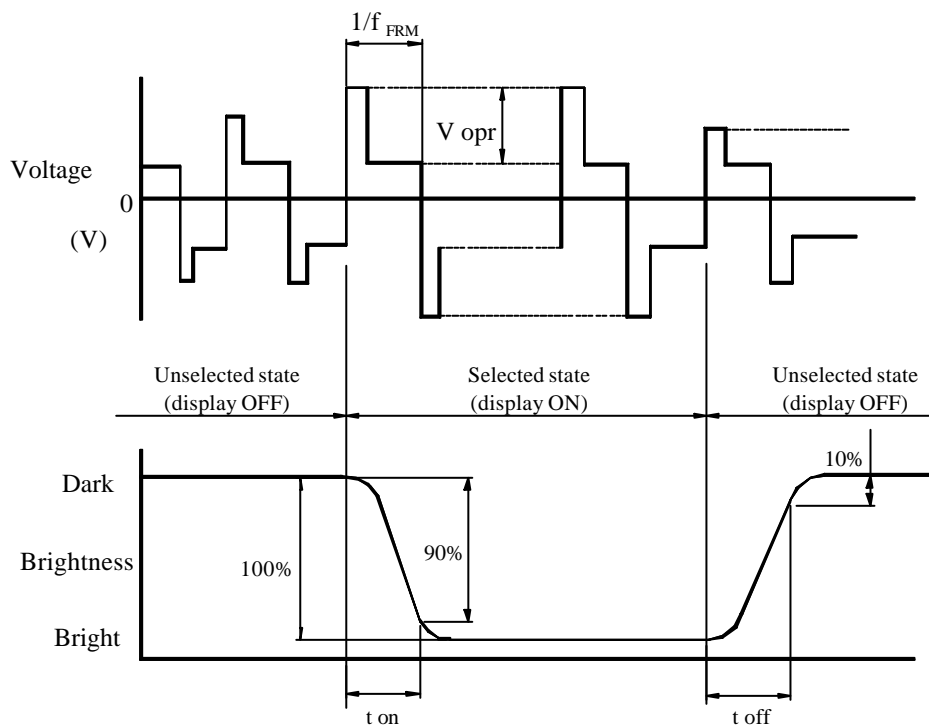 1/f FRM
V opr
Voltage
0
(V)
Unselected state
(display OFF)
Selected state
(display ON)
Unselected state
(display OFF)
10%
Dark
90%
Brightness
100%
Bright
t on
t off